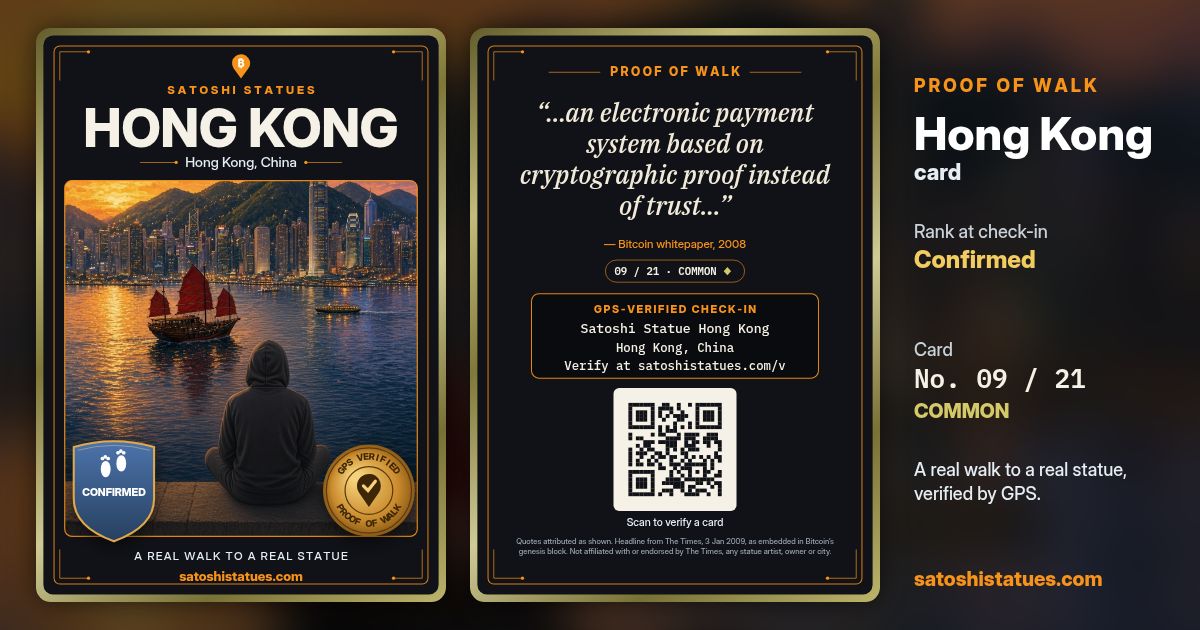 SATOSHI STATUES
HONG KONG
Hong Kong, China
CONFIRMED
GPS VERIFIED
PROOF OF WALK
A REAL WALK TO A REAL STATUE
satoshistatues.com
PROOF OF WALK
“...an electronic payment
system based on
cryptographic proof instead
of trust...”
— Bitcoin whitepaper, 2008
09 / 21 · COMMON ◆
GPS-VERIFIED CHECK-IN
Satoshi Statue Hong Kong
Hong Kong, China
Verify at satoshistatues.com/v
Scan to verify a card
Quotes attributed as shown. Headline from The Times, 3 Jan 2009, as embedded in Bitcoin's
genesis block. Not affiliated with or endorsed by The Times, any statue artist, owner or city.
PROOF OF WALK
Hong Kong
card
Rank at check-in
Confirmed
Card
No. 09 / 21
COMMON
A real walk to a real statue,
verified by GPS.
satoshistatues.com